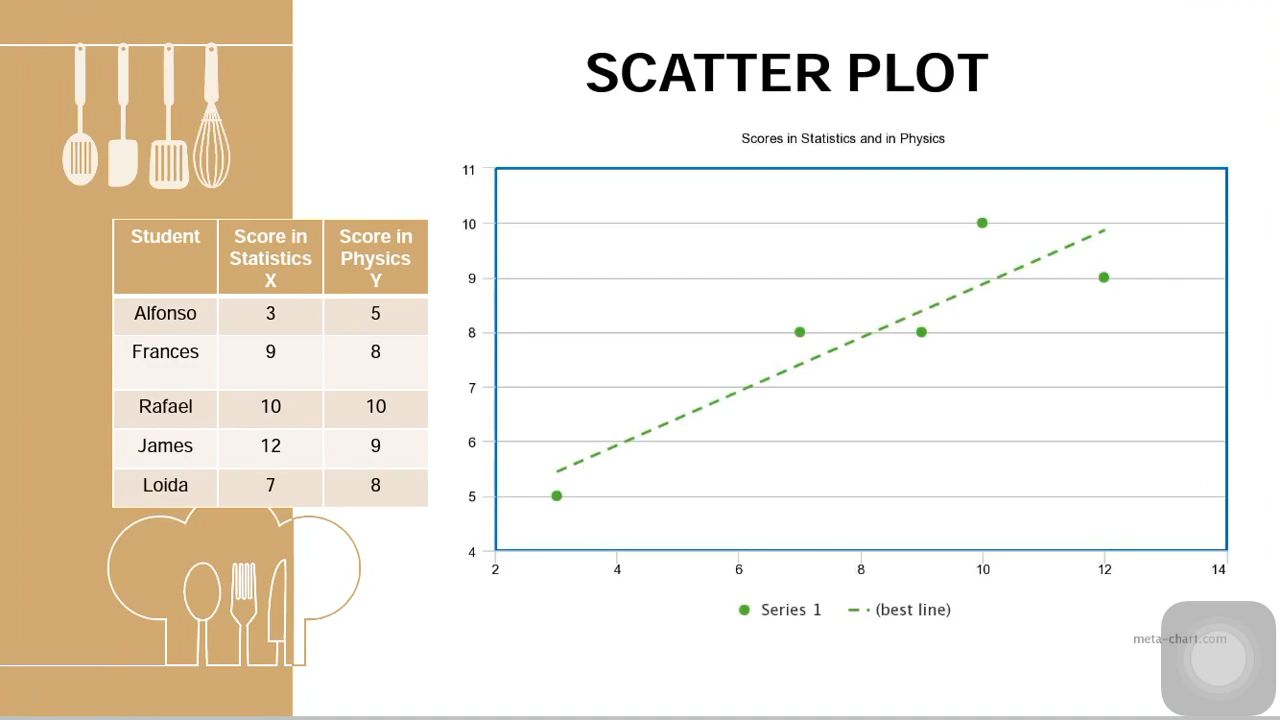 SCATTER PLOT
Scores in Statistics and in Physics
Student Score in Statistics X Score in Physics Y
Alfonso 3 5
Frances 9 8
Rafael 10 10
James 12 9
Loida 7 8
11
10
9
8
7
6
5
4
2 4 6 8 10 12 14
Series 1 (best line)
meta-chart.com